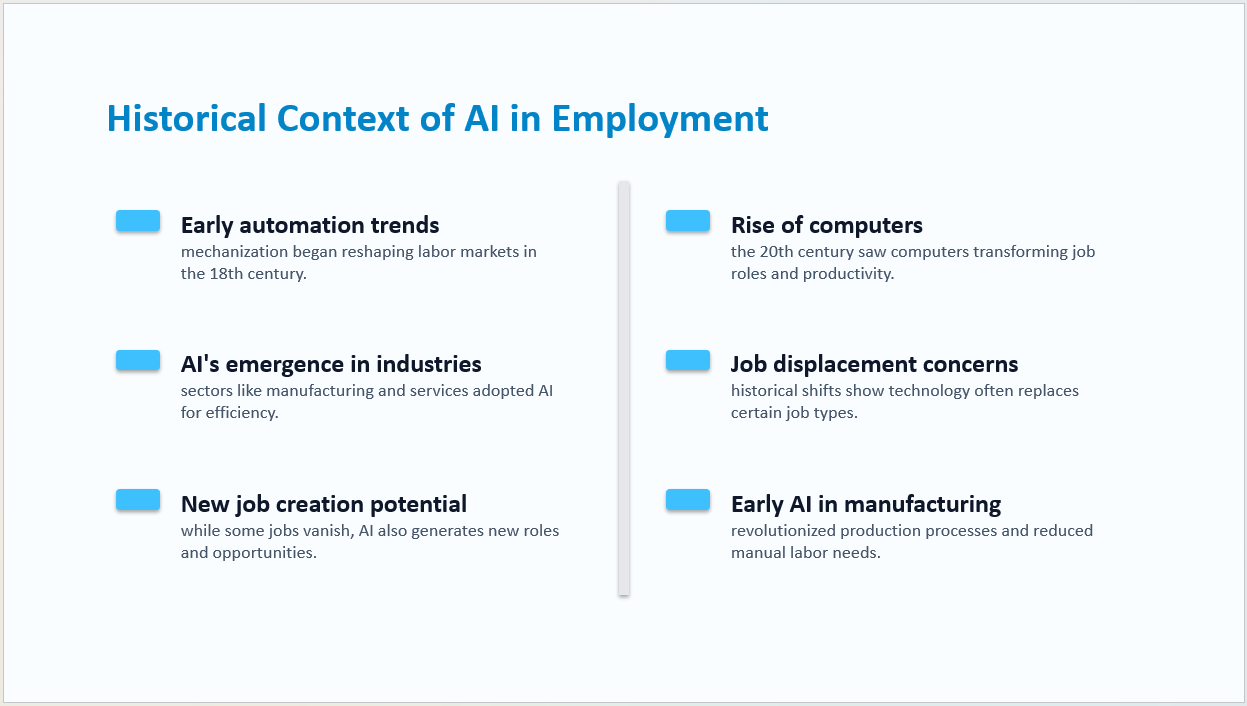 Historical Context of AI in Employment
Early automation trends
mechanization began reshaping labor markets in
the 18th century.
AI's emergence in industries
sectors like manufacturing and services adopted AI
for efficiency.
New job creation potential
while some jobs vanish, AI also generates new roles
and opportunities.
Rise of computers
the 20th century saw computers transforming job
roles and productivity.
Job displacement concerns
historical shifts show technology often replaces
certain job types.
Early AI in manufacturing
revolutionized production processes and reduced
manual labor needs.